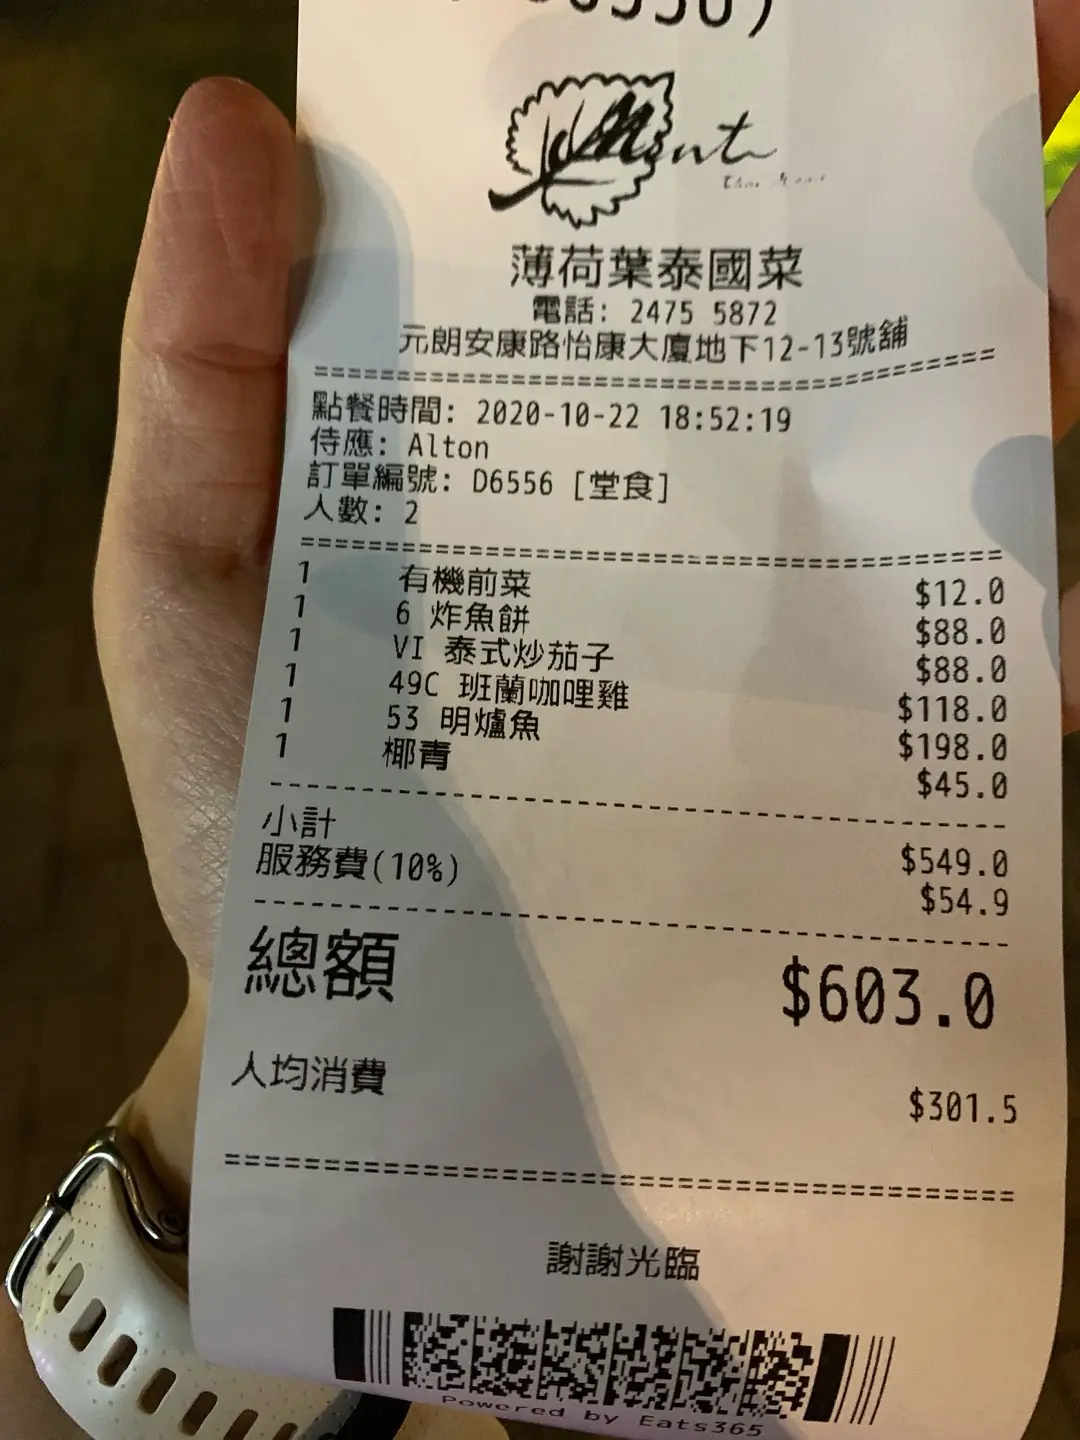 Mint
薄荷葉泰國菜
電話: 2475 5872
元朗安康路怡康大廈地下12-13號舖
點餐時間: 2020-10-22 18:52:19
侍應: Alton
訂單編號: D6556 [堂食]
人數: 2
1 有機前菜 $12.0
1 6 炸魚餅 $88.0
1 VI 泰式炒茄子 $88.0
1 49C 班蘭咖哩雞 $118.0
1 53 明爐魚 $198.0
1 椰青 $45.0
小計 $549.0
服務費(10%) $54.9
總額 $603.0
人均消費 $301.5
謝謝光臨
Powered by Eats365